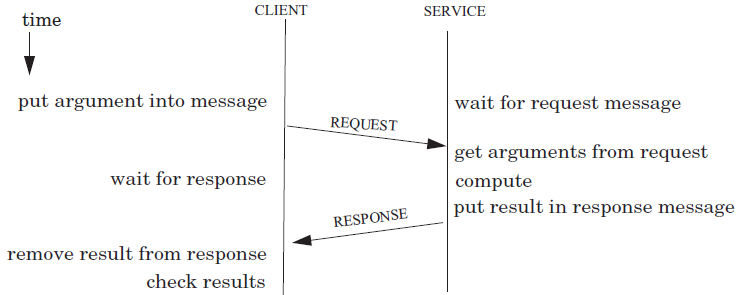 time
CLIENT
SERVICE
put argument into message
wait for request message
REQUEST
get arguments from request
wait for response
compute
put result in response message
RESPONSE
remove result from response
check results